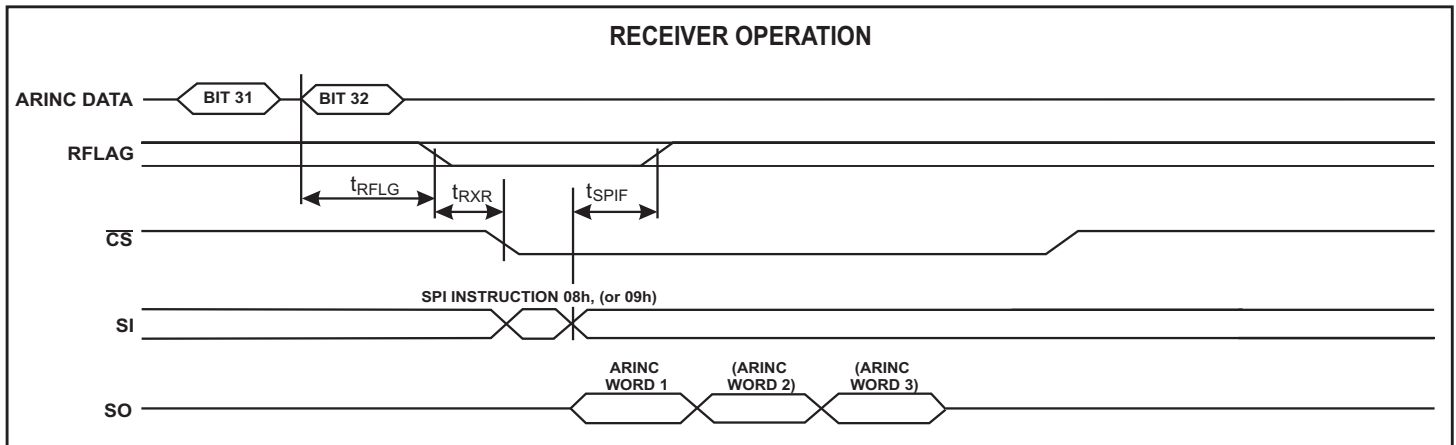 RECEIVER OPERATION
ARINC DATA
BIT 31
BIT 32
RFLAG
tRFLG
tRXR
tSPIF
CS
SPI INSTRUCTION 08h, (or 09h)
SI
ARINC
WORD 1
(ARINC
WORD 2)
(ARINC
WORD 3)
SO